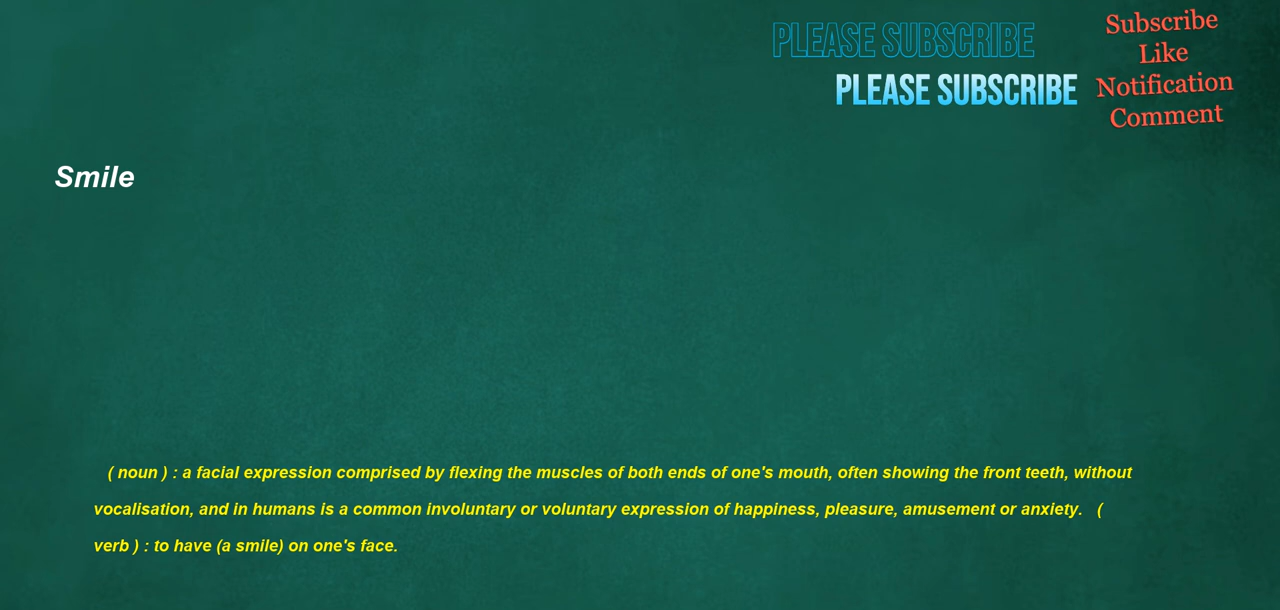 PLEASE SUBSCRIBE
PLEASE SUBSCRIBE
Subscribe
Like
Notification
Comment
Smile
( noun ) : a facial expression comprised by flexing the muscles of both ends of one's mouth, often showing the front teeth, without
vocalisation, and in humans is a common involuntary or voluntary expression of happiness, pleasure, amusement or anxiety. (
verb ) : to have (a smile) on one's face.